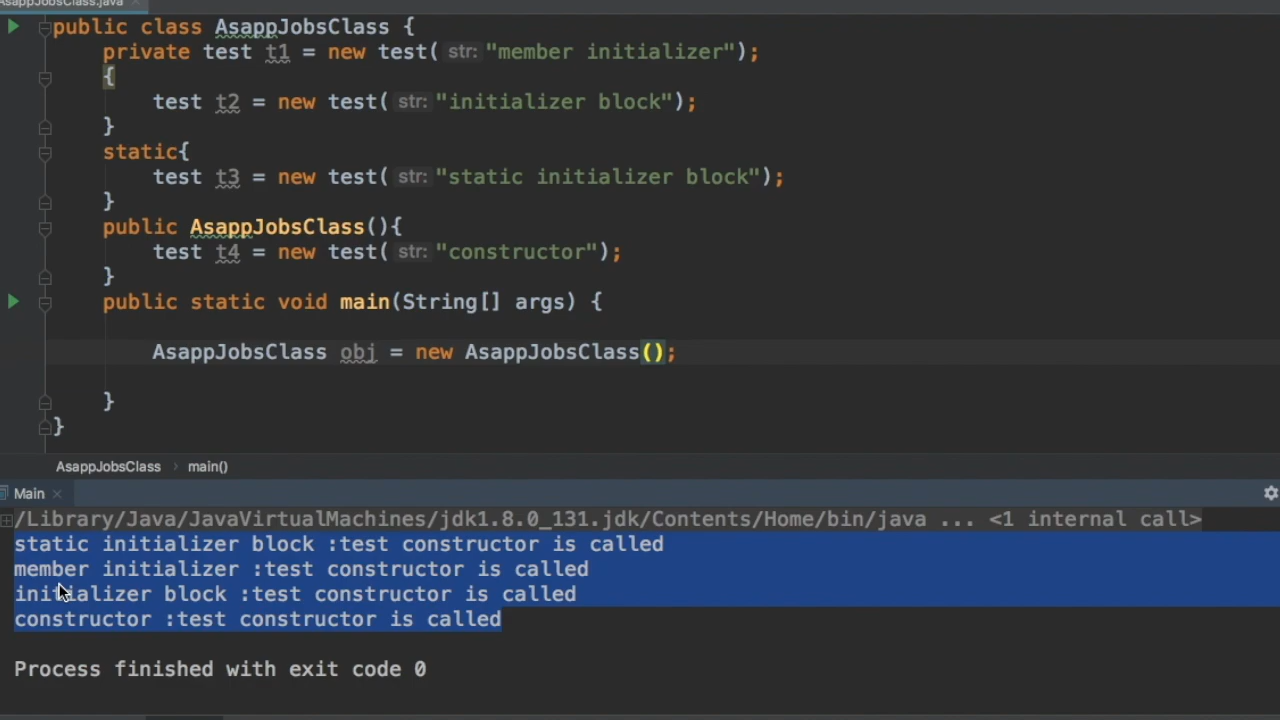 AsappJobsClass.java ×
public class AsappJobsClass {
private test t1 = new test( str: "member initializer");
{
test t2 = new test( str: "initializer block");
}
static{
test t3 = new test( str: "static initializer block");
}
public AsappJobsClass(){
test t4 = new test( str: "constructor");
}
public static void main(String[] args) {
AsappJobsClass obj = new AsappJobsClass();
}
}
AsappJobsClass › main()
Main ×
/Library/Java/JavaVirtualMachines/jdk1.8.0_131.jdk/Contents/Home/bin/java ... <1 internal call>
static initializer block :test constructor is called
member initializer :test constructor is called
initializer block :test constructor is called
constructor :test constructor is called
Process finished with exit code 0